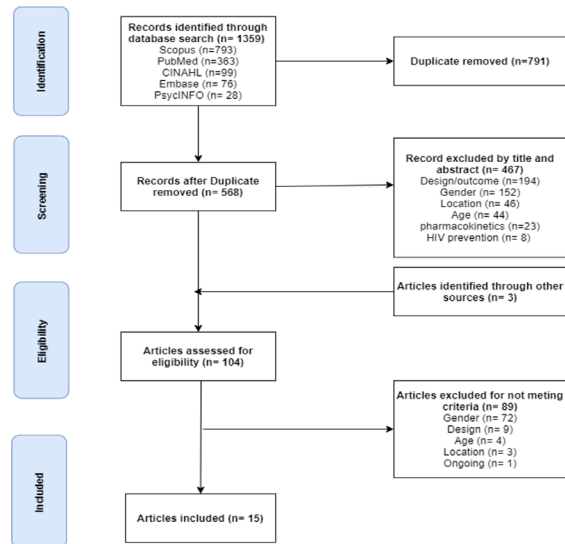 Identification
Records identified through
database search (n= 1359)
Scopus (n=793)
PubMed (n=363)
CINAHL (n=99)
Embase (n= 76)
PsycINFO (n= 28)
Duplicate removed (n=791)
Screening
Records after Duplicate
removed (n= 568)
Record excluded by title and
abstract (n= 467)
Design/outcome (n=194)
Gender (n= 152)
Location (n= 46)
Age (n= 44)
pharmacokinetics (n=23)
HIV prevention (n= 8)
Articles identified through other
sources (n= 3)
Eligibility
Articles assessed for
eligibility (n= 104)
Articles excluded for not meting
criteria (n= 89)
Gender (n= 72)
Design (n= 9)
Age (n= 4)
Location (n= 3)
Ongoing (n= 1)
Included
Articles included (n= 15)